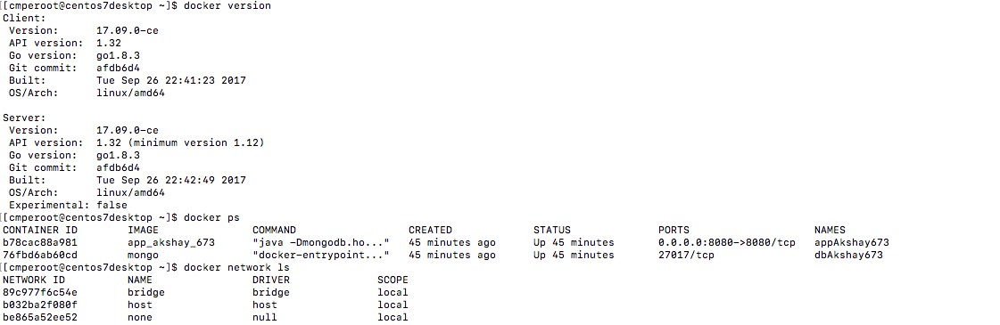 [[cmperoot@centos7desktop ~]$ docker version
Client:
 Version:      17.09.0-ce
 API version:  1.32
 Go version:   go1.8.3
 Git commit:   afdb6d4
 Built:        Tue Sep 26 22:41:23 2017
 OS/Arch:      linux/amd64

Server:
 Version:      17.09.0-ce
 API version:  1.32 (minimum version 1.12)
 Go version:   go1.8.3
 Git commit:   afdb6d4
 Built:        Tue Sep 26 22:42:49 2017
 OS/Arch:      linux/amd64
 Experimental: false
[[cmperoot@centos7desktop ~]$ docker ps
CONTAINER ID        IMAGE               COMMAND                  CREATED             STATUS              PORTS                    NAMES
b78cac88a981        app_akshay_673      "java -Dmongodb.ho..."   45 minutes ago      Up 45 minutes       0.0.0.0:8080->8080/tcp   appAkshay673
76fbd6ab60cd        mongo               "docker-entrypoint..."   45 minutes ago      Up 45 minutes       27017/tcp                dbAkshay673
[[cmperoot@centos7desktop ~]$ docker network ls
NETWORK ID          NAME                DRIVER              SCOPE
89c977f6c54e        bridge              bridge              local
b032ba2f080f        host                host                local
be865a52ee52        none                null                local